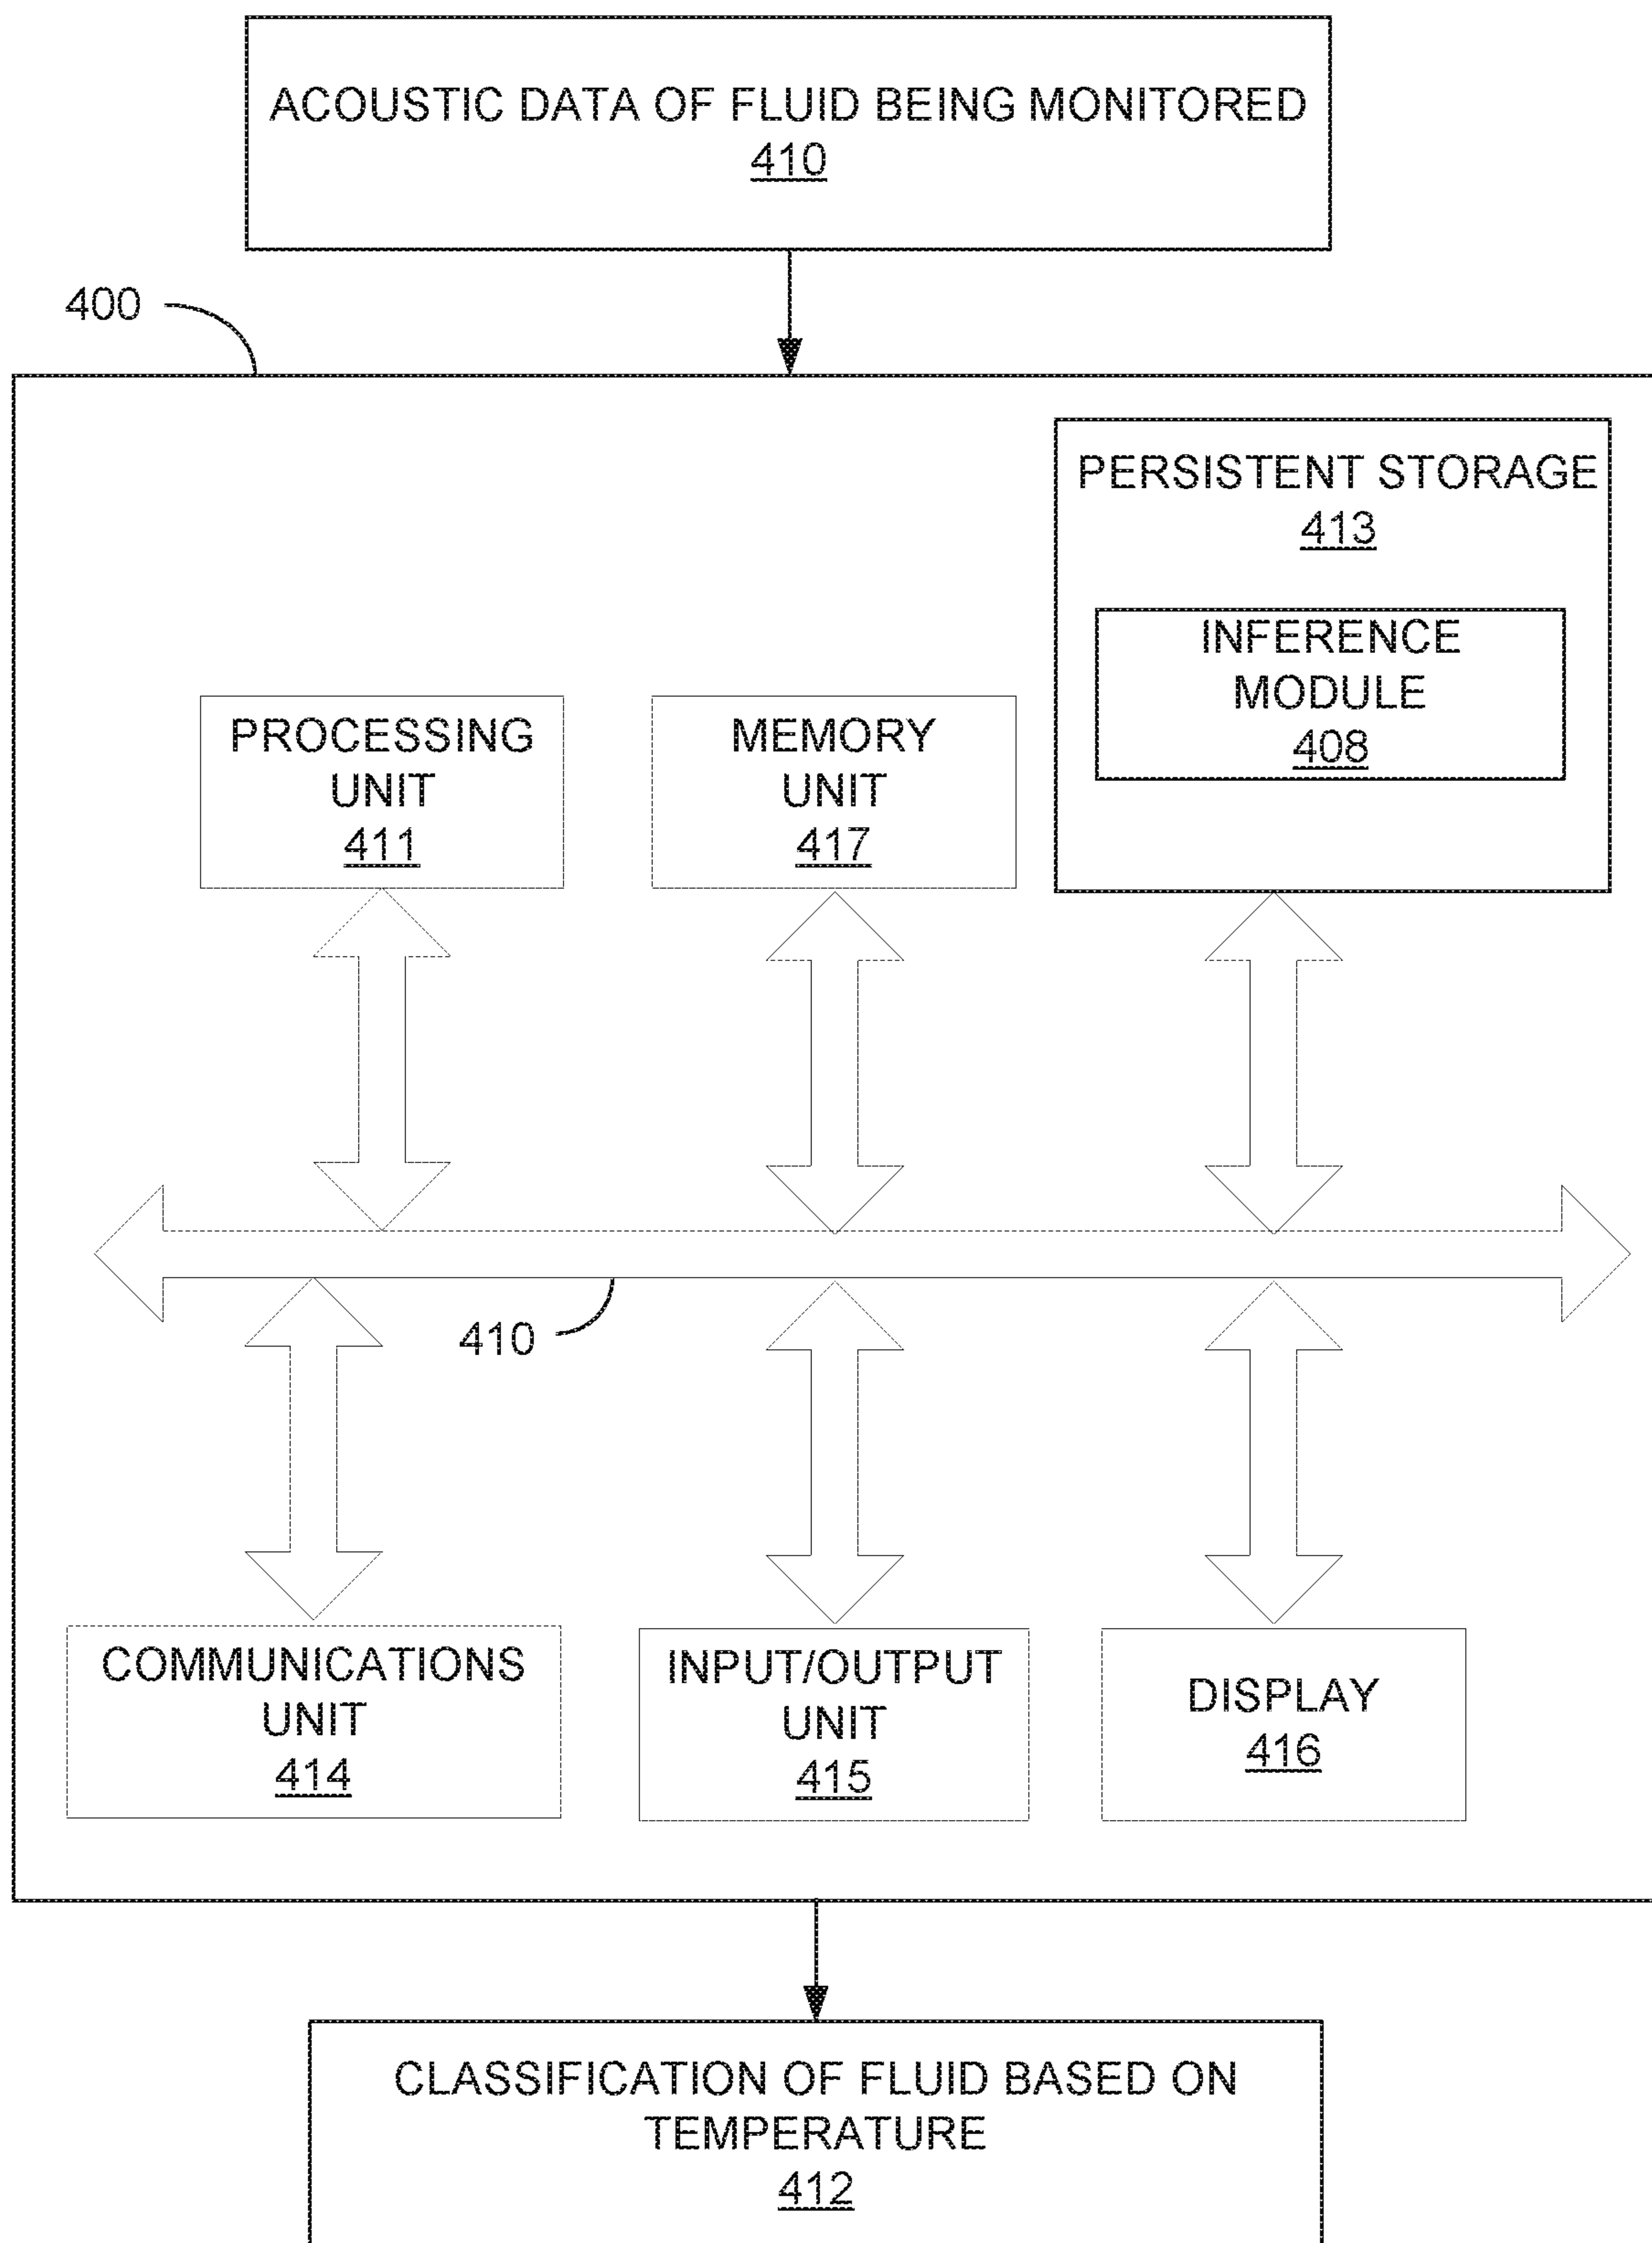 ACOUSTIC DATA OF FLUID BEING MONITORED
410
400
PERSISTENT STORAGE
413
INFERENCE
MODULE
408
PROCESSING
UNIT
411
MEMORY
UNIT
417
410
COMMUNICATIONS
UNIT
414
INPUT/OUTPUT
UNIT
415
DISPLAY
416
CLASSIFICATION OF FLUID BASED ON
TEMPERATURE
412